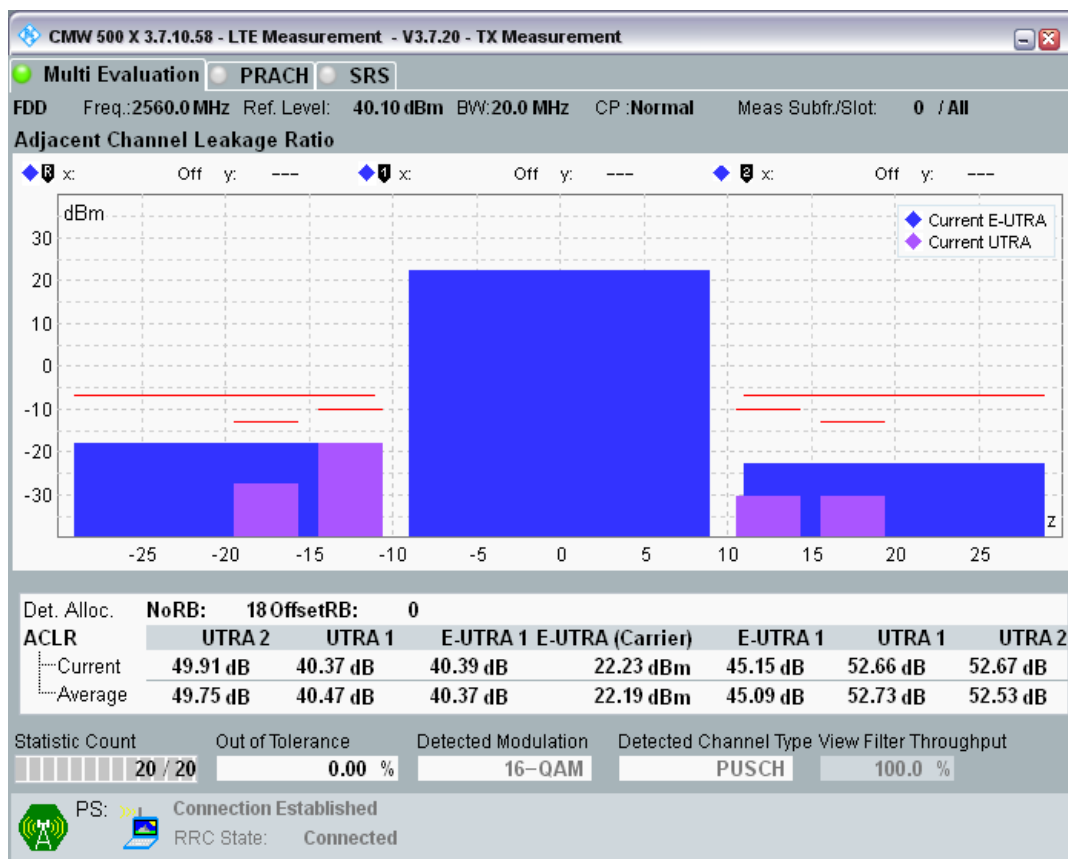 CMW 500 X 3.7.10.58 - LTE Measurement - V3.7.20 - TX Measurement
Multi Evaluation PRACH SRS
FDD Freq.:2560.0 MHz Ref. Level: 40.10 dBm BW:20.0 MHz CP :Normal Meas Subfr./Slot: 0 / All
Adjacent Channel Leakage Ratio
R x: Off y: --- 1 x: Off y: --- 2 x: Off y: ---
dBm
Current E-UTRA
Current UTRA
30
20
10
0
-10
-20
-30
z
-25 -20 -15 -10 -5 0 5 10 15 20 25
Det. Alloc. NoRB: 18 OffsetRB: 0
ACLR UTRA 2 UTRA 1 E-UTRA 1 E-UTRA (Carrier) E-UTRA 1 UTRA 1 UTRA 2
Current 49.91 dB 40.37 dB 40.39 dB 22.23 dBm 45.15 dB 52.66 dB 52.67 dB
Average 49.75 dB 40.47 dB 40.37 dB 22.19 dBm 45.09 dB 52.73 dB 52.53 dB
Statistic Count Out of Tolerance Detected Modulation Detected Channel Type View Filter Throughput
20 / 20 0.00 % 16-QAM PUSCH 100.0 %
PS: Connection Established
RRC State: Connected